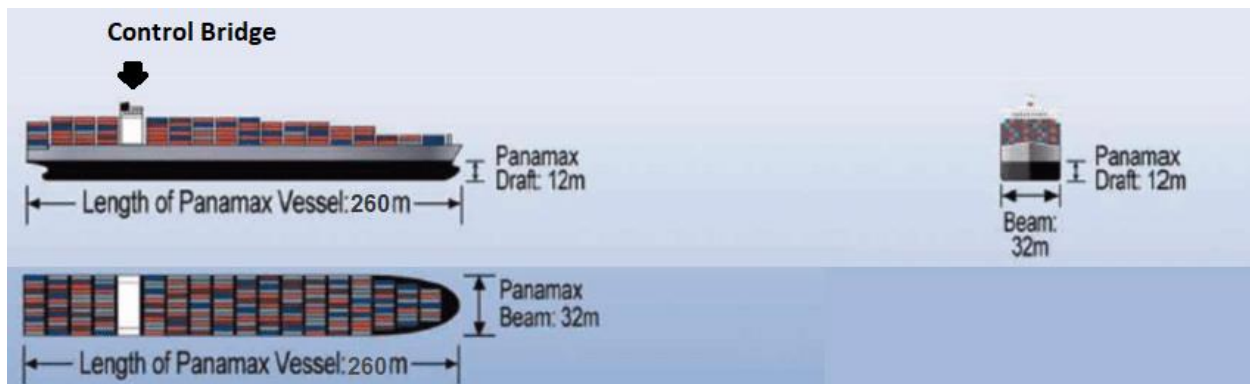 Control Bridge
Panamax
Draft: 12m
Length of Panamax Vessel:260m
Panamax
Draft: 12m
Beam:
32m
Panamax
Beam: 32m
Length of Panamax Vessel:260m